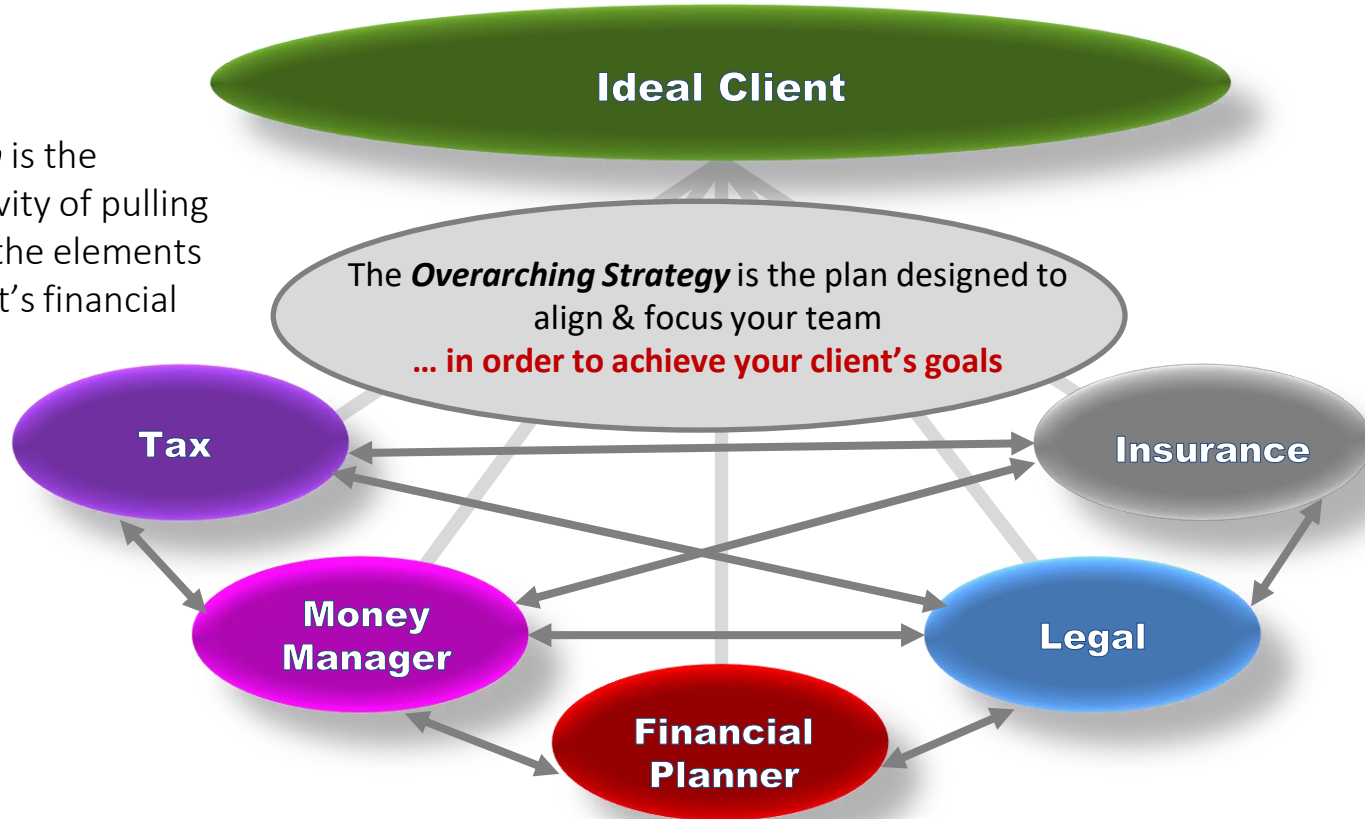 Ideal Client
is the
vity of pulling
the elements
t’s financial
The Overarching Strategy is the plan designed to
align & focus your team
... in order to achieve your client’s goals
Tax
Insurance
Money
Manager
Legal
Financial
Planner